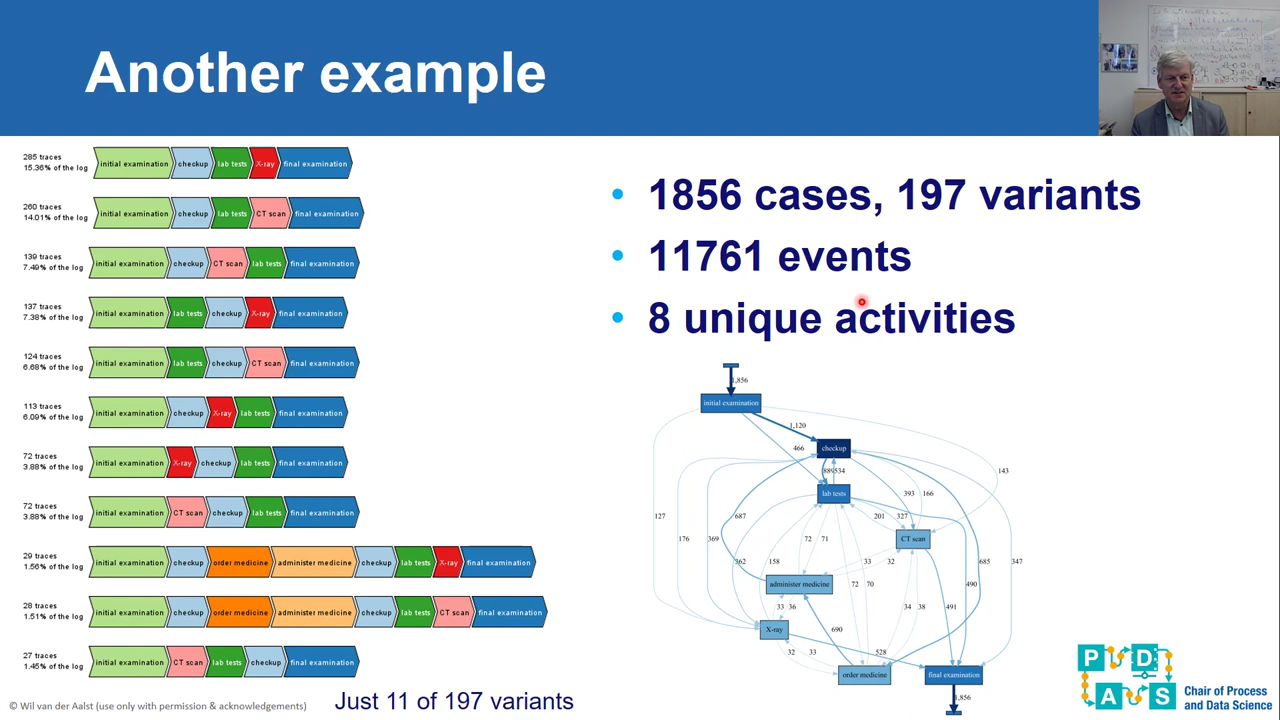 Another example
285 traces
15.36% of the log
initial examination checkup lab tests X-ray final examination
260 traces
14.01% of the log
initial examination checkup lab tests CT scan final examination
139 traces
7.49% of the log
initial examination checkup CT scan lab tests final examination
137 traces
7.38% of the log
initial examination lab tests checkup X-ray final examination
124 traces
6.68% of the log
initial examination lab tests checkup CT scan final examination
113 traces
6.09% of the log
initial examination checkup X-ray lab tests final examination
72 traces
3.88% of the log
initial examination X-ray checkup lab tests final examination
72 traces
3.88% of the log
initial examination CT scan checkup lab tests final examination
29 traces
1.56% of the log
initial examination checkup order medicine administer medicine checkup lab tests X-ray final examination
28 traces
1.51% of the log
initial examination checkup order medicine administer medicine checkup lab tests CT scan final examination
27 traces
1.45% of the log
initial examination CT scan lab tests checkup final examination
Just 11 of 197 variants
© Wil van der Aalst (use only with permission & acknowledgements)
• 1856 cases, 197 variants
• 11761 events
• 8 unique activities
1,856
initial examination
1,120
466 checkup
889 534
143
lab tests 393 166
127 176 369 687 201 327
72 71 CT scan
362 158 33 32 685 347
administer medicine 72 70 490
33 36 34 38 491
X-ray 690
32 33 528
order medicine final examination
1,856
P D
A S
Chair of Process
and Data Science